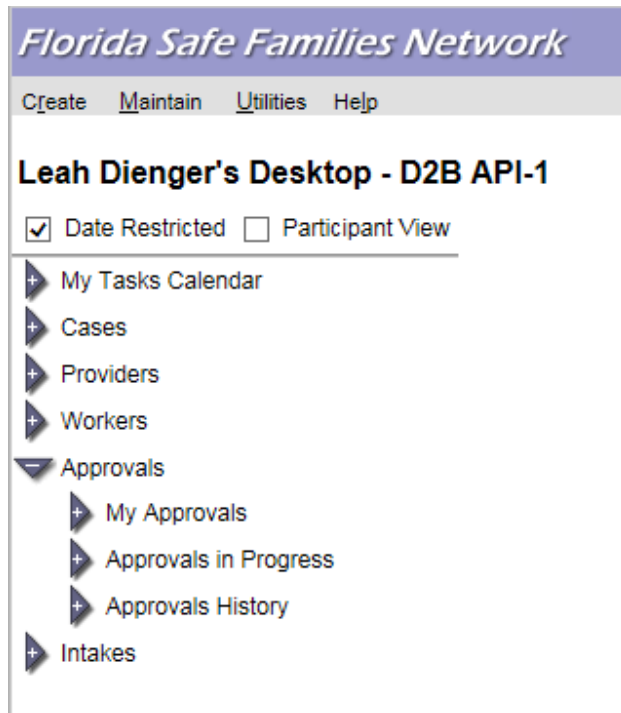 Florida Safe Families Network
Create Maintain Utilities Help
Leah Dienger's Desktop - D2B API-1
Date Restricted Participant View
My Tasks Calendar
Cases
Providers
Workers
Approvals
My Approvals
Approvals in Progress
Approvals History
Intakes